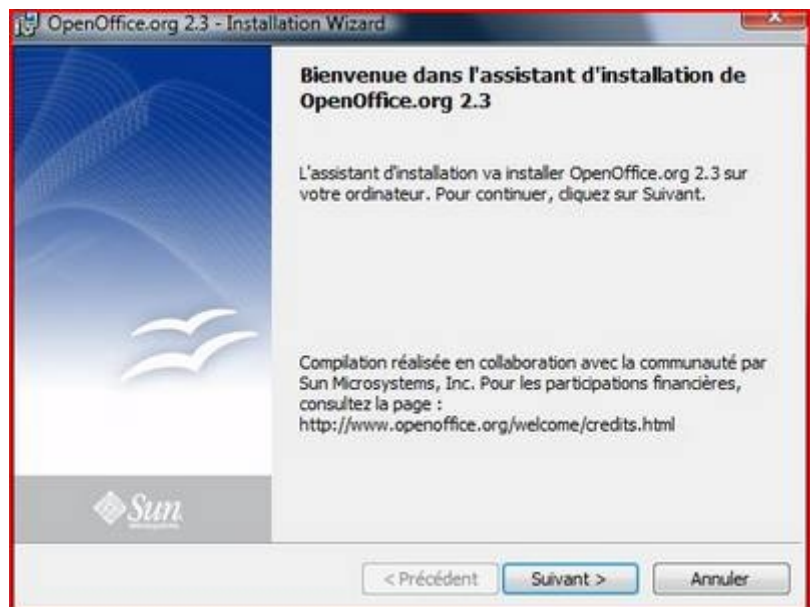 OpenOffice.org 2.3 - Installation Wizard
Bienvenue dans l'assistant d'installation de
OpenOffice.org 2.3
L'assistant d'installation va installer OpenOffice.org 2.3 sur
votre ordinateur. Pour continuer, cliquez sur Suivant.
Compilation réalisée en collaboration avec la communauté par
Sun Microsystems, Inc. Pour les participations financières,
consultez la page :
http://www.openoffice.org/welcome/credits.html
Sun
< Précédent
Suivant >
Annuler